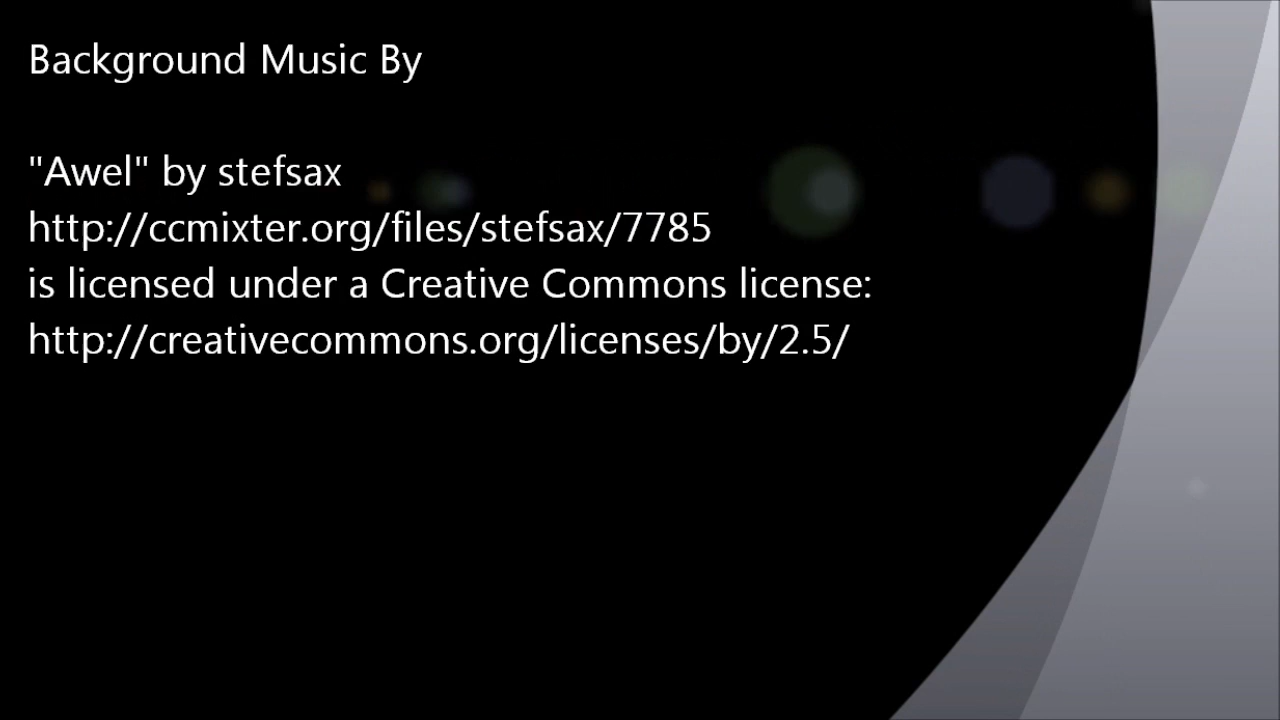 Background Music By
"Awel" by stefsax
http://ccmixter.org/files/stefsax/7785
is licensed under a Creative Commons license:
http://creativecommons.org/licenses/by/2.5/